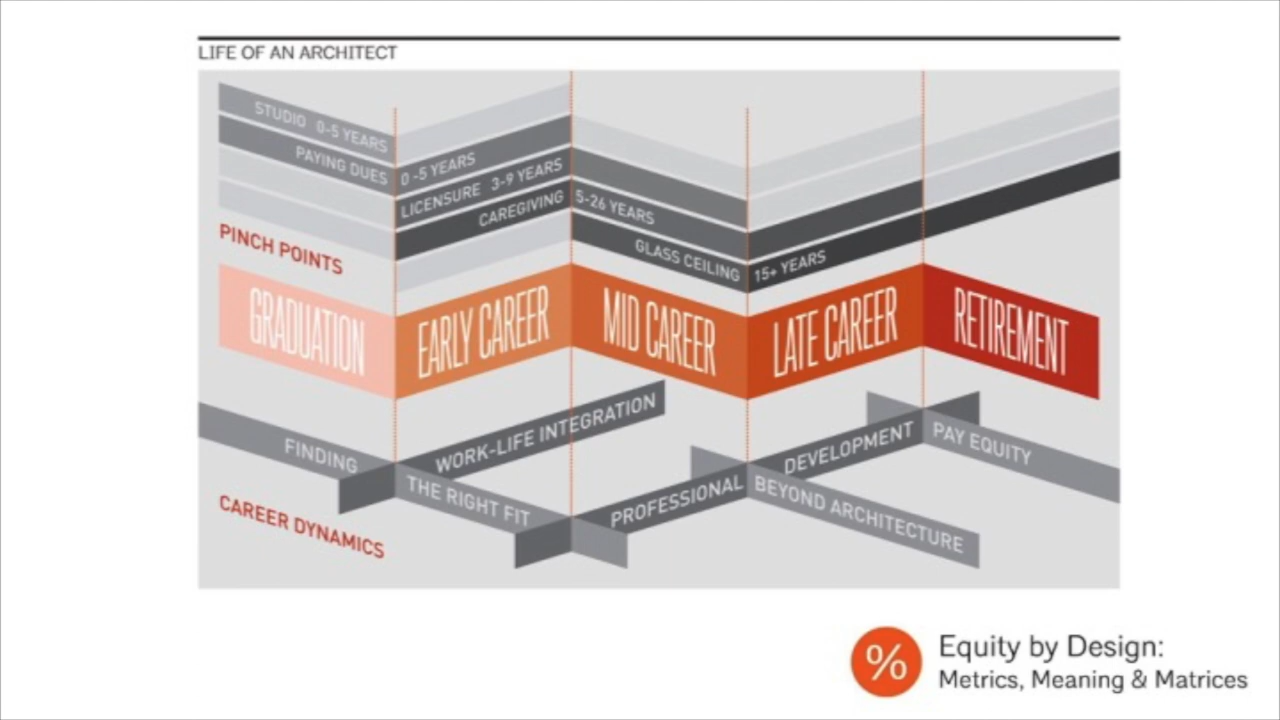 LIFE OF AN ARCHITECT
STUDIO 0-5 YEARS
PAYING DUES 0 -5 YEARS
LICENSURE 3-9 YEARS
CAREGIVING 5-26 YEARS
GLASS CEILING 15+ YEARS
PINCH POINTS
GRADUATION
EARLY CAREER
MID CAREER
LATE CAREER
RETIREMENT
FINDING THE RIGHT FIT
WORK-LIFE INTEGRATION
PROFESSIONAL DEVELOPMENT
BEYOND ARCHITECTURE
PAY EQUITY
CAREER DYNAMICS
% Equity by Design:
Metrics, Meaning & Matrices